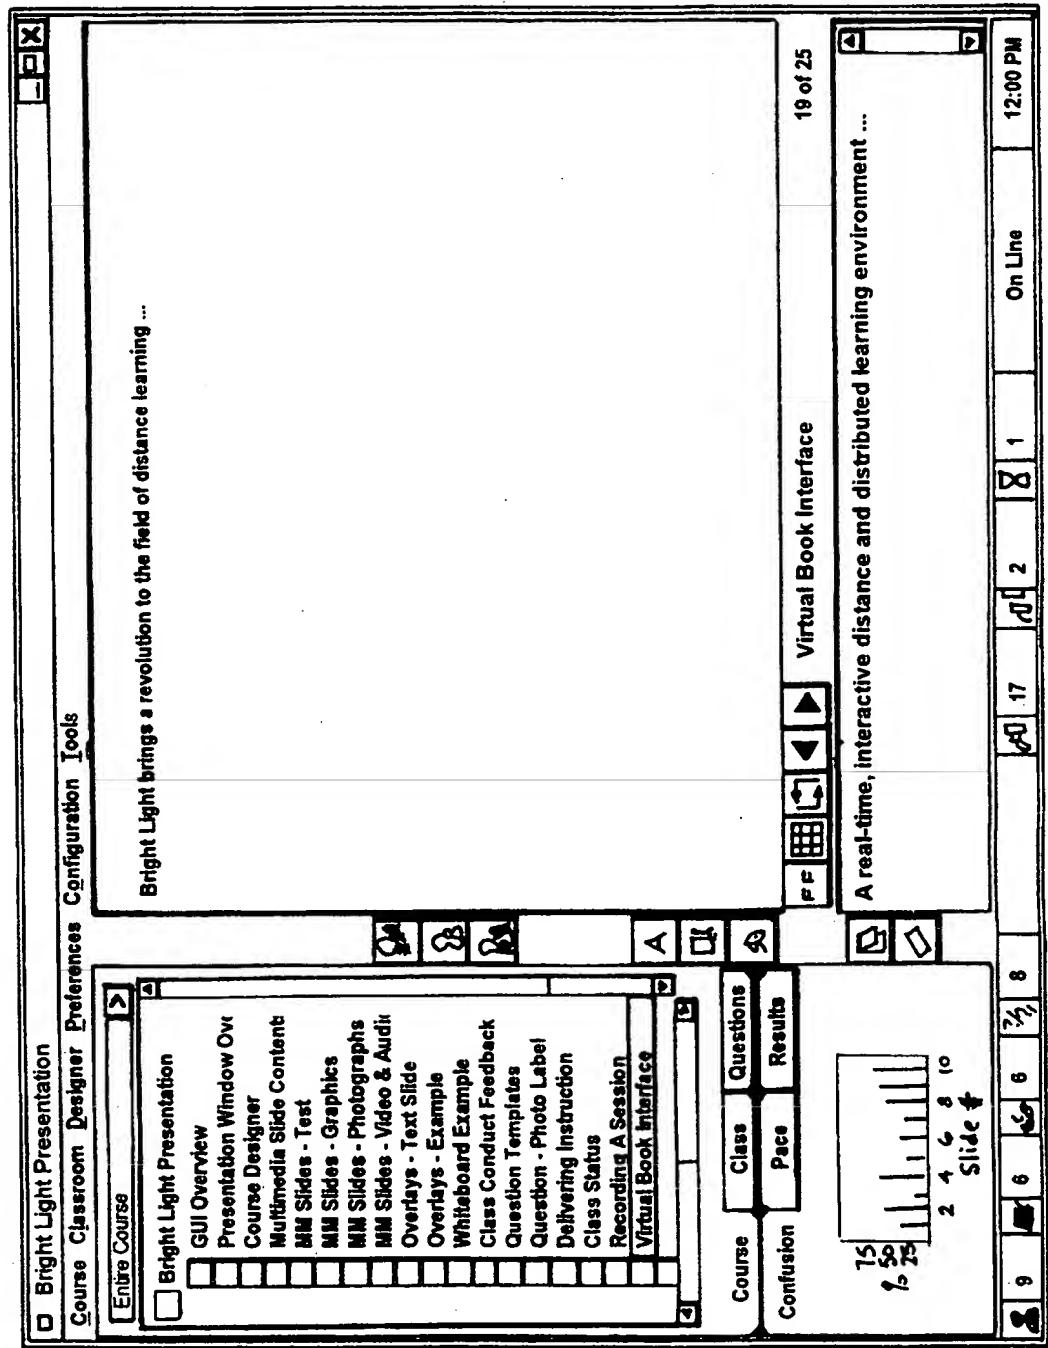 Bright Light Presentation
Course Classroom Designer Preferences Configuration Tools
Entire Course >
Bright Light Presentation
GUI Overview
Presentation Window Ove
Course Designer
Multimedia Slide Contents
MM Slides - Test
MM Slides - Graphics
MM Slides - Photographs
MM Slides - Video & Audio
Overlays - Text Slide
Overlays - Example
Whiteboard Example
Class Conduct Feedback
Question Templates
Question - Photo Label
Delivering Instruction
Class Status
Recording A Session
Virtual Book Interface
Course Class Questions
Confusion Pace Results
75
% 50
25
2 4 6 8 10
Slide #
A
Bright Light brings a revolution to the field of distance learning ...
Virtual Book Interface 19 of 25
A real-time, interactive distance and distributed learning environment ...
9 6 6 8 17 2 1 On Line 12:00 PM